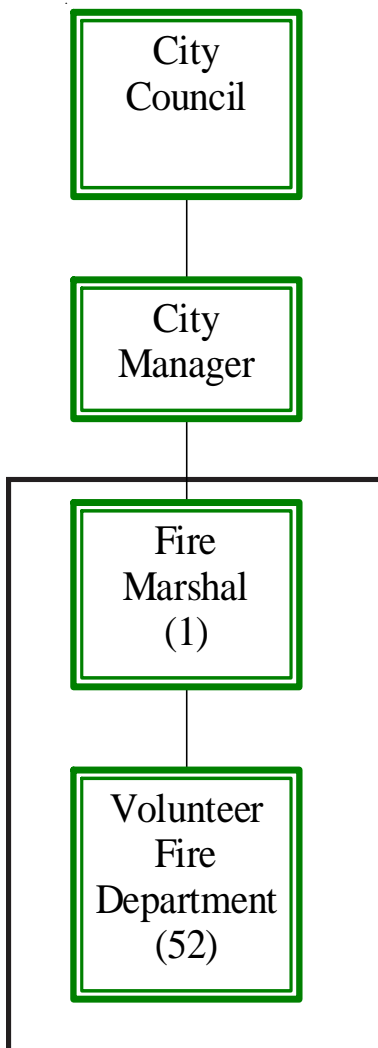 City
Council
City
Manager
Fire
Marshal
(1)
Volunteer
Fire
Department
(52)